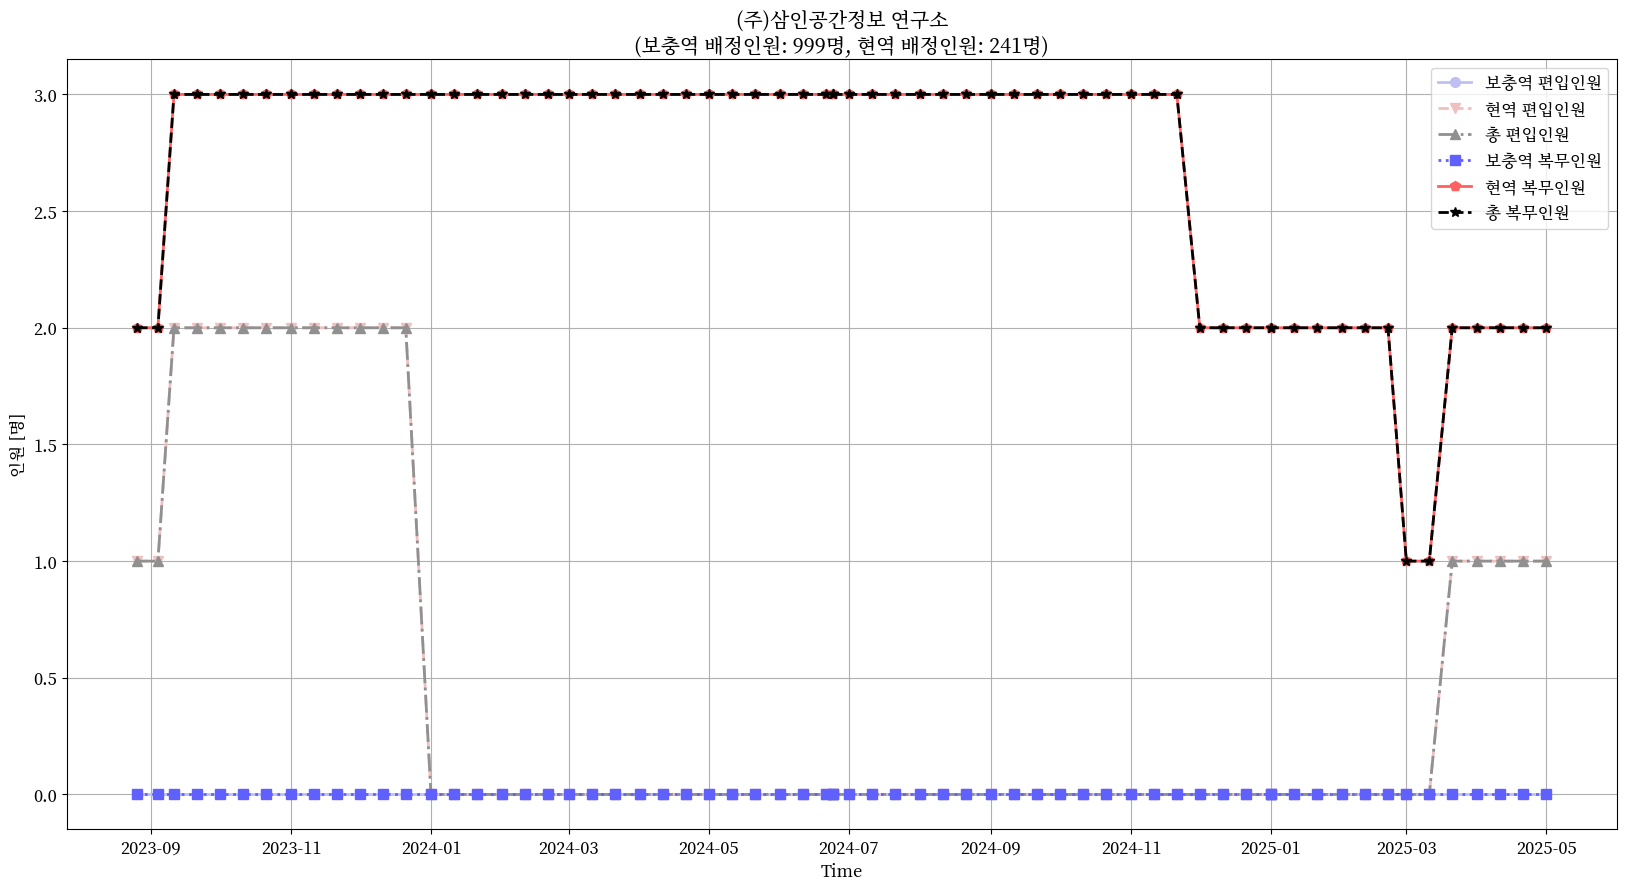 (주)삼인공간정보 연구소
(보충역 배정인원: 999명, 현역 배정인원: 241명)
3.0
2.5
2.0
1.5
1.0
0.5
0.0
인원 [명]
보충역 편입인원
현역 편입인원
총 편입인원
보충역 복무인원
현역 복무인원
총 복무인원
2023-09 2023-11 2024-01 2024-03 2024-05 2024-07 2024-09 2024-11 2025-01 2025-03 2025-05
Time